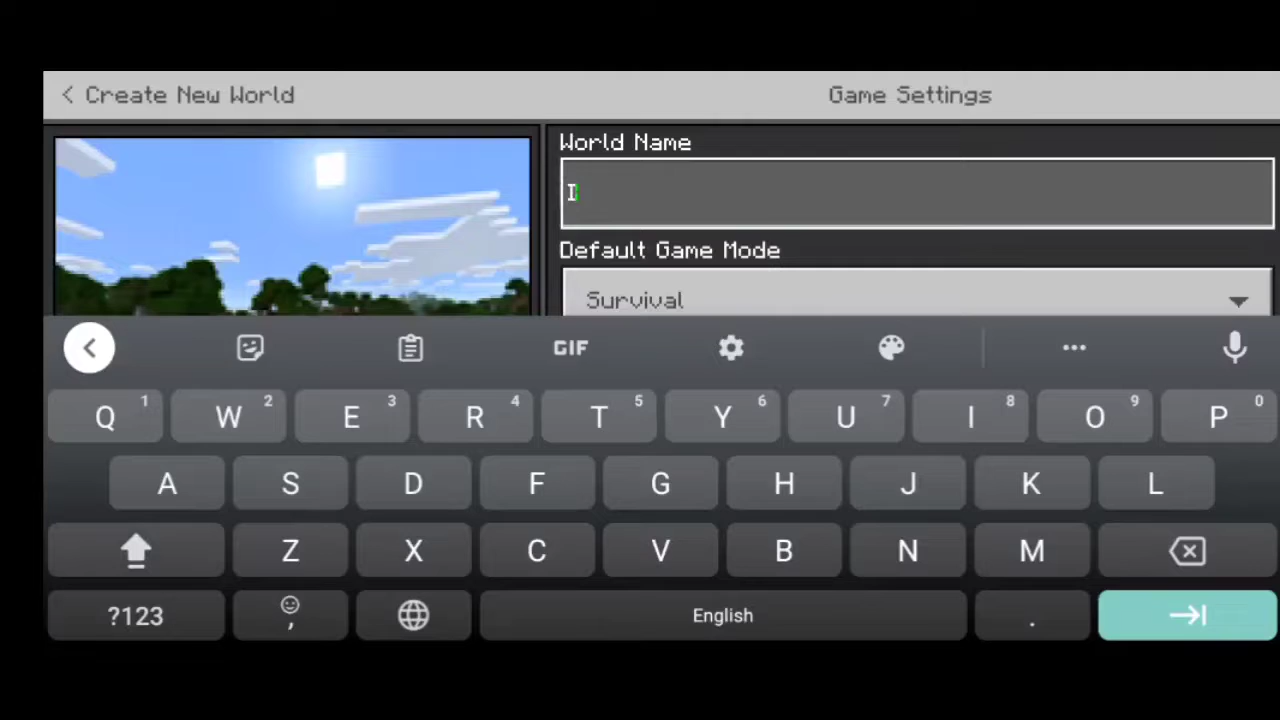 < Create New World
Game Settings
World Name
I
Default Game Mode
Survival
GIF
Q 1 W 2 E 3 R 4 T 5 Y 6 U 7 I 8 O 9 P 0
A S D F G H J K L
Z X C V B N M
?123 , English .